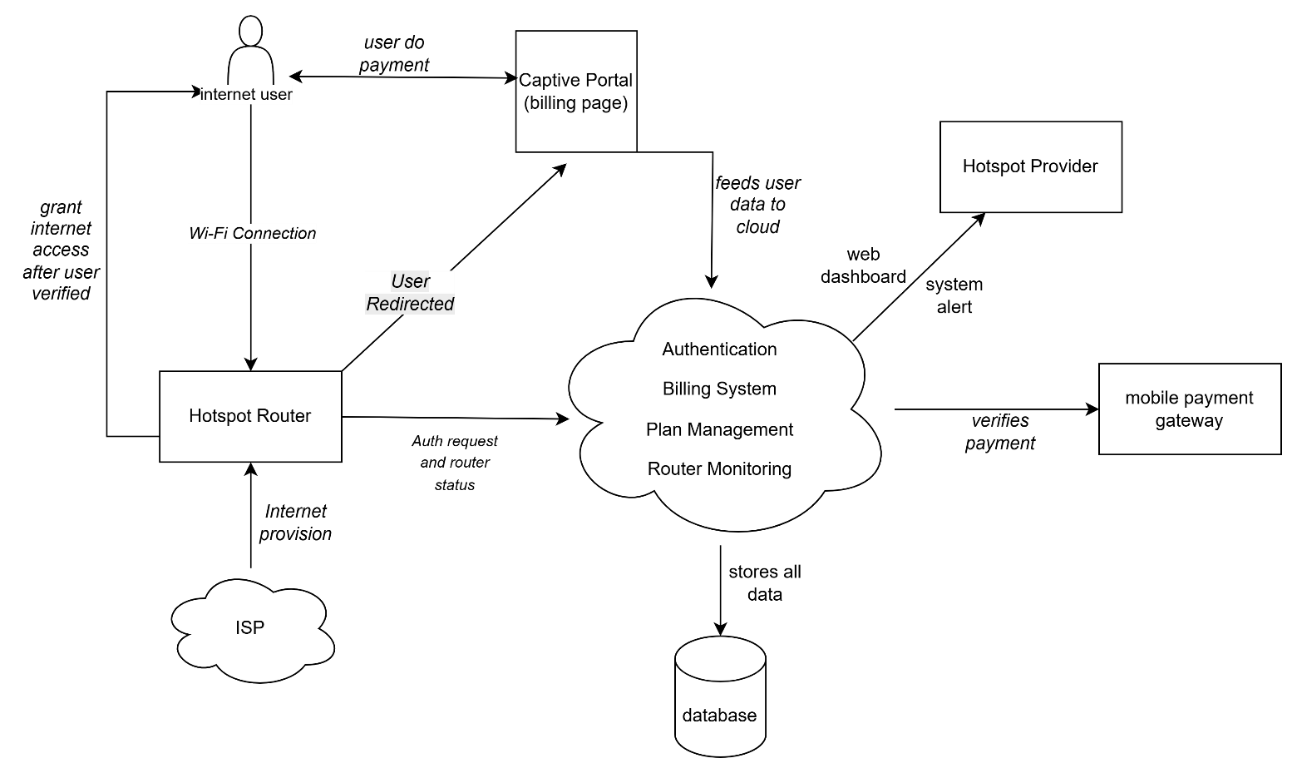 user do
payment
internet user
Captive Portal
(billing page)
Hotspot Provider
feeds user
data to
cloud
grant
internet
access
after user
verified
Wi-Fi Connection
User
Redirected
web
dashboard
system
alert
Authentication
Billing System
Plan Management
Router Monitoring
Hotspot Router
Auth request
and router
status
mobile payment
gateway
verifies
payment
Internet
provision
ISP
stores all
data
database